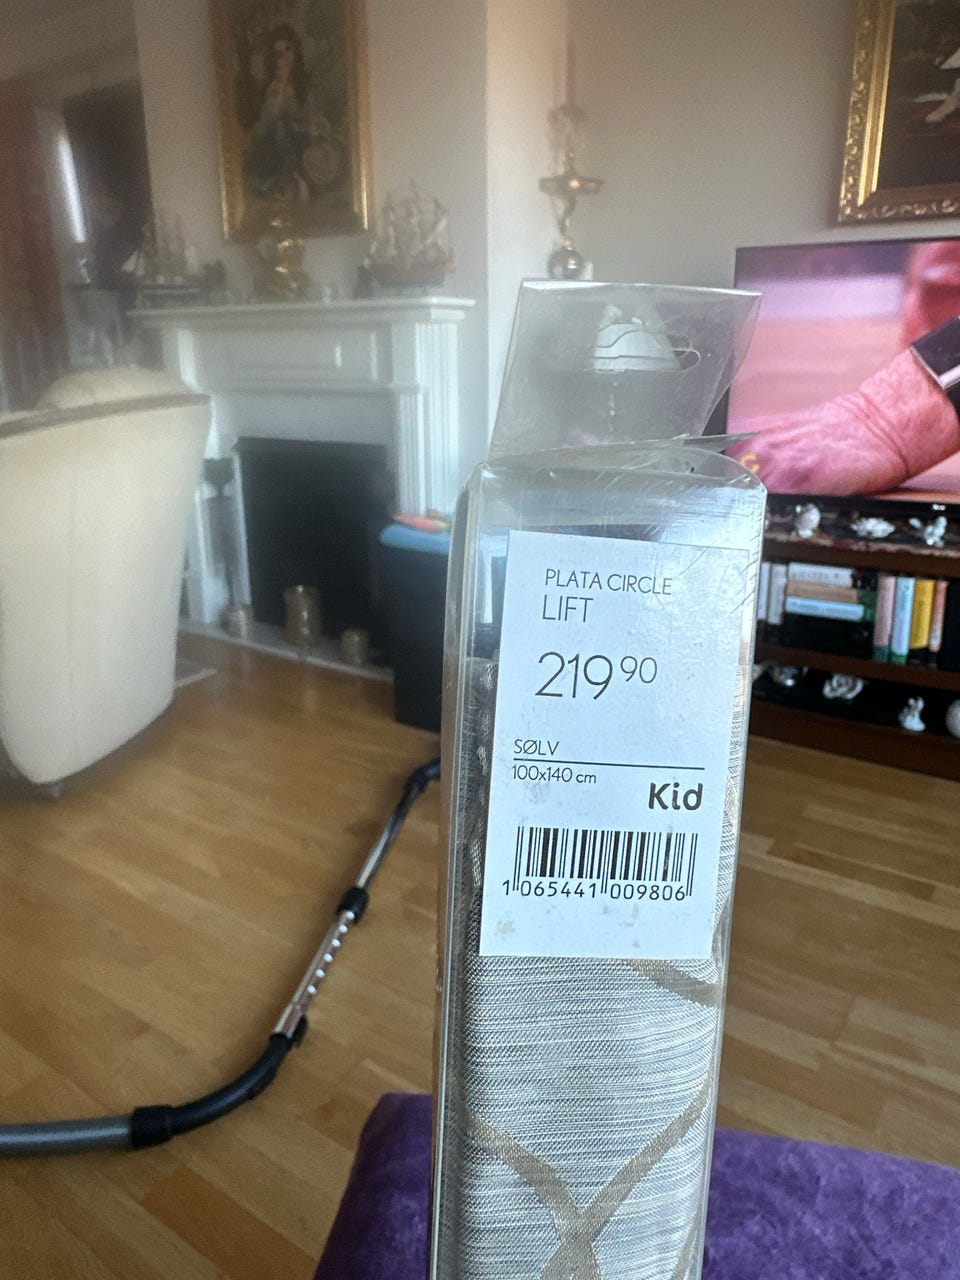 PLATA CIRCLE
LIFT
219 90
SØLV
100x140 cm
Kid
1 065441 009806